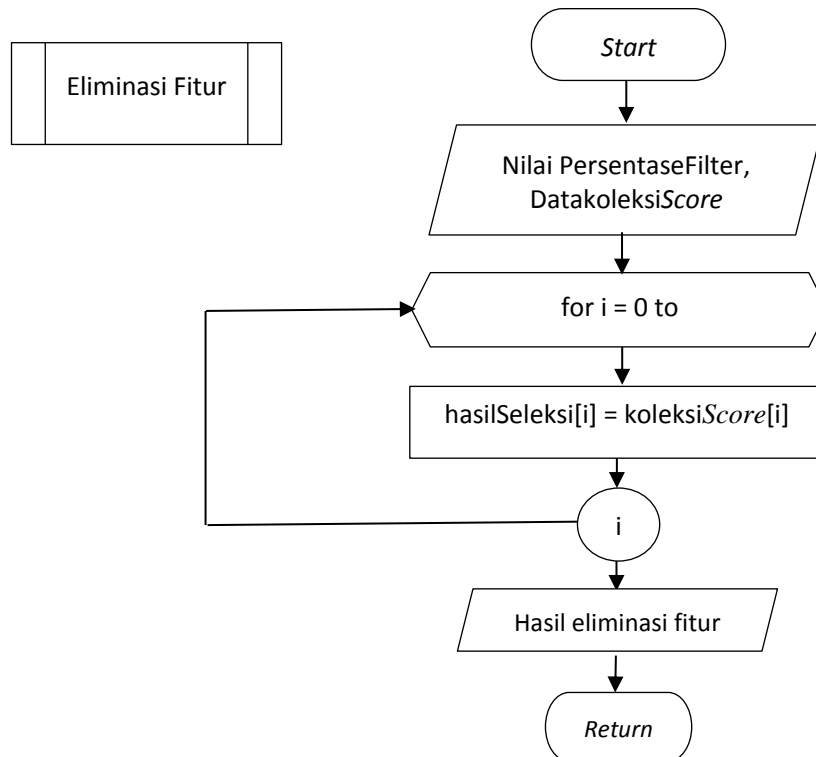 Eliminasi Fitur
Start
Nilai PersentaseFilter,
DatakoleksiScore
for i = 0 to
hasilSeleksi[i] = koleksiScore[i]
i
Hasil eliminasi fitur
Return